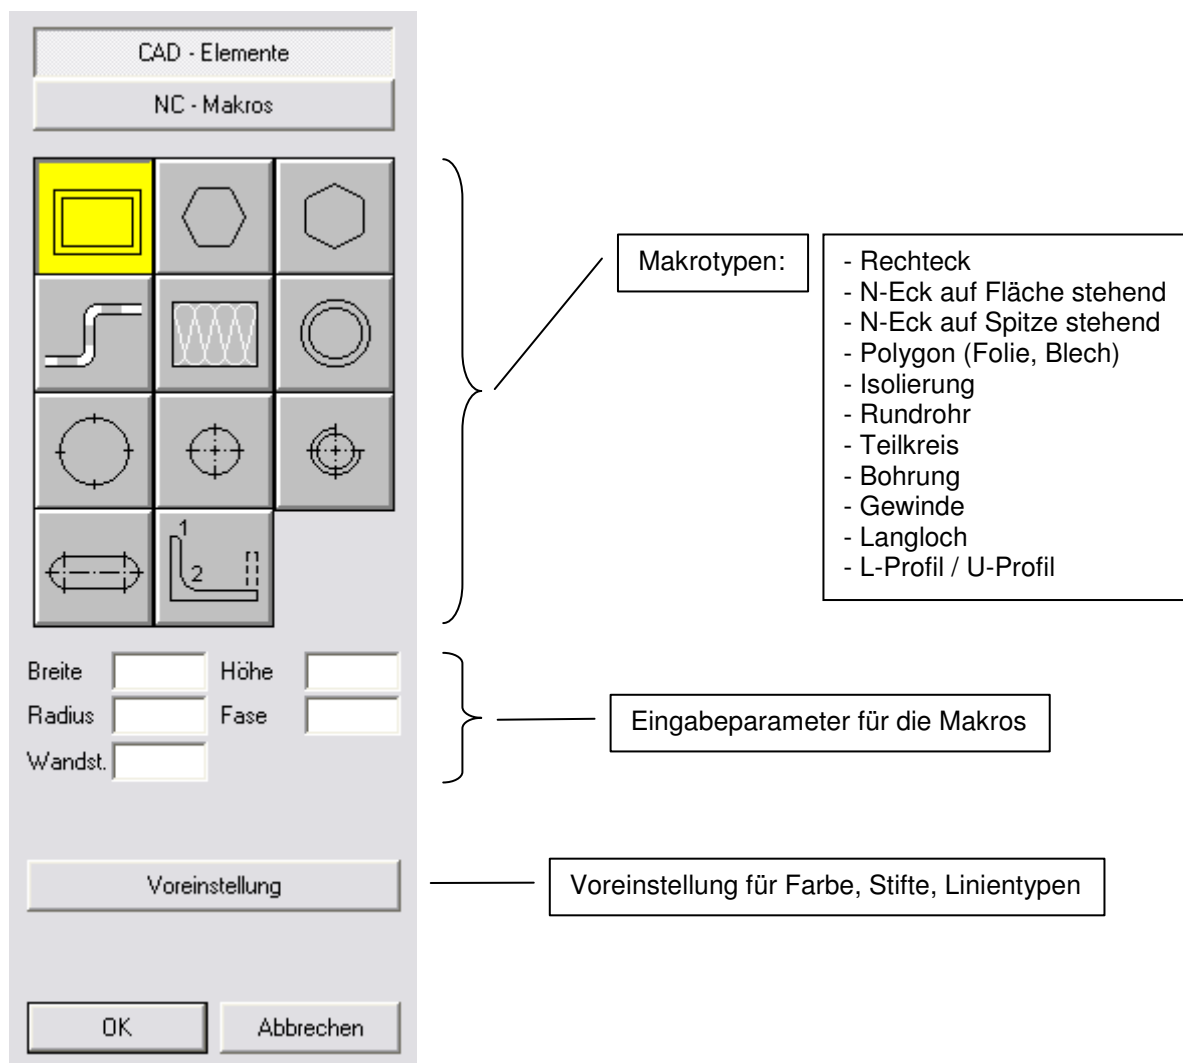 CAD - Elemente
NC - Makros
1
2
Makrotypen:
- Rechteck
- N-Eck auf Fläche stehend
- N-Eck auf Spitze stehend
- Polygon (Folie, Blech)
- Isolierung
- Rundrohr
- Teilkreis
- Bohrung
- Gewinde
- Langloch
- L-Profil / U-Profil
Breite Höhe
Radius Fase
Wandst.
Eingabeparameter für die Makros
Voreinstellung
Voreinstellung für Farbe, Stifte, Linientypen
OK Abbrechen